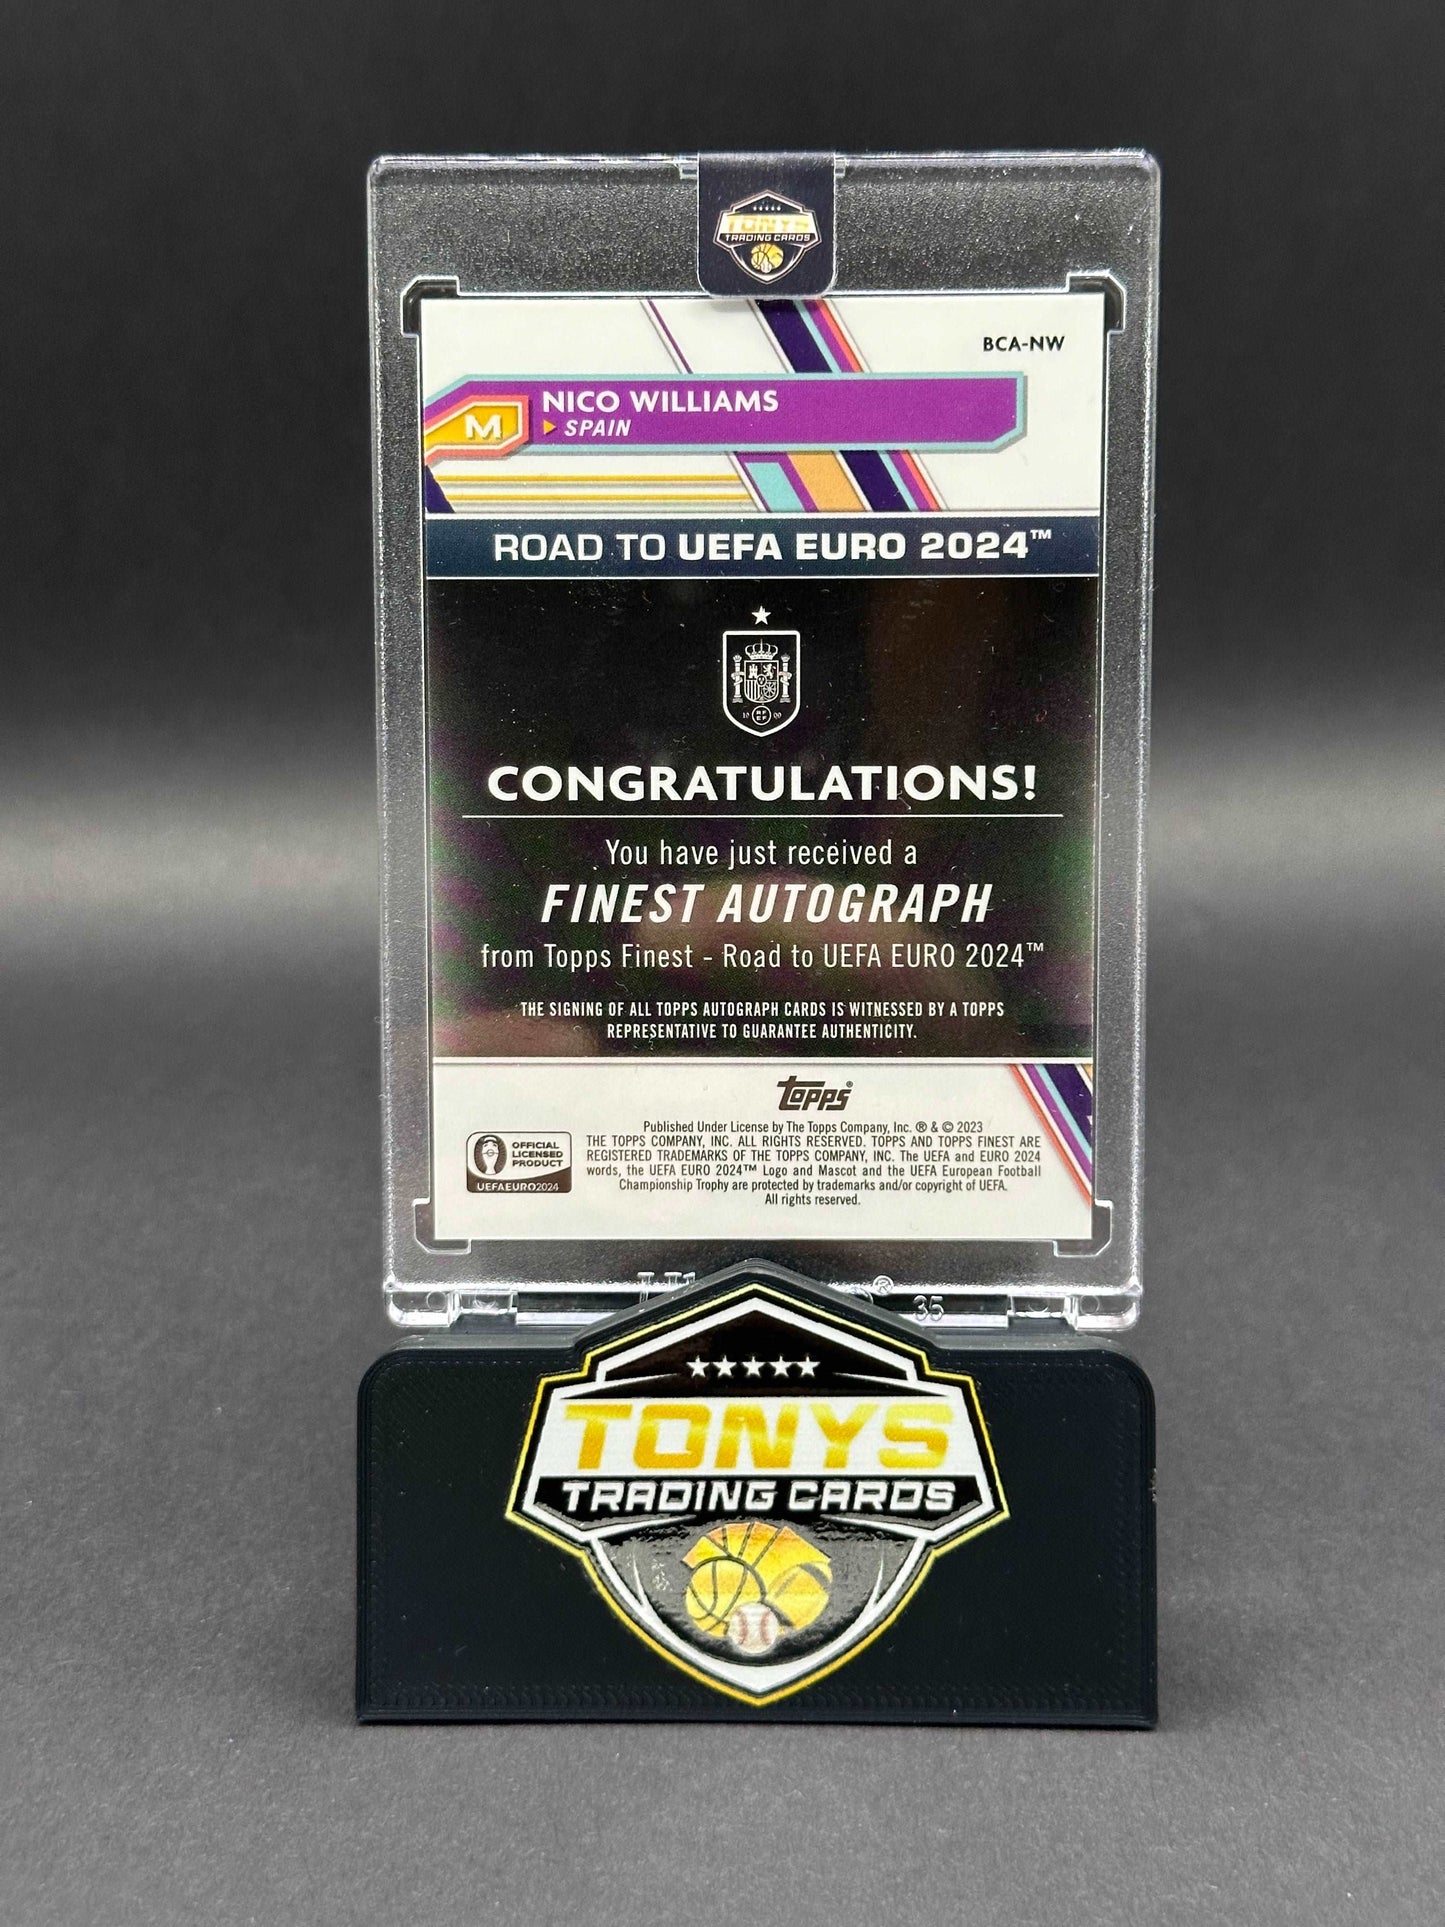 TONYS
TRADING CARDS
BCA-NW
NICO WILLIAMS
M
SPAIN
ROAD TO UEFA EURO 2024™
CONGRATULATIONS!
You have just received a
FINEST AUTOGRAPH
from Topps Finest - Road to UEFA EURO 2024™
THE SIGNING OF ALL TOPPS AUTOGRAPH CARDS IS WITNESSED BY A TOPPS
REPRESENTATIVE TO GUARANTEE AUTHENTICITY.
Topps®
Published Under License by The Topps Company, Inc. ® & © 2023
THE TOPPS COMPANY, INC. ALL RIGHTS RESERVED. TOPPS AND TOPPS FINEST ARE
REGISTERED TRADEMARKS OF THE TOPPS COMPANY, INC. The UEFA and EURO 2024
words, the UEFA EURO 2024™ Logo and Mascot and the UEFA European Football
Championship Trophy are protected by trademarks and/or copyright of UEFA.
All rights reserved.
OFFICIAL
LICENSED
PRODUCT
UEFAEURO2024
® 35
TONYS
TRADING CARDS